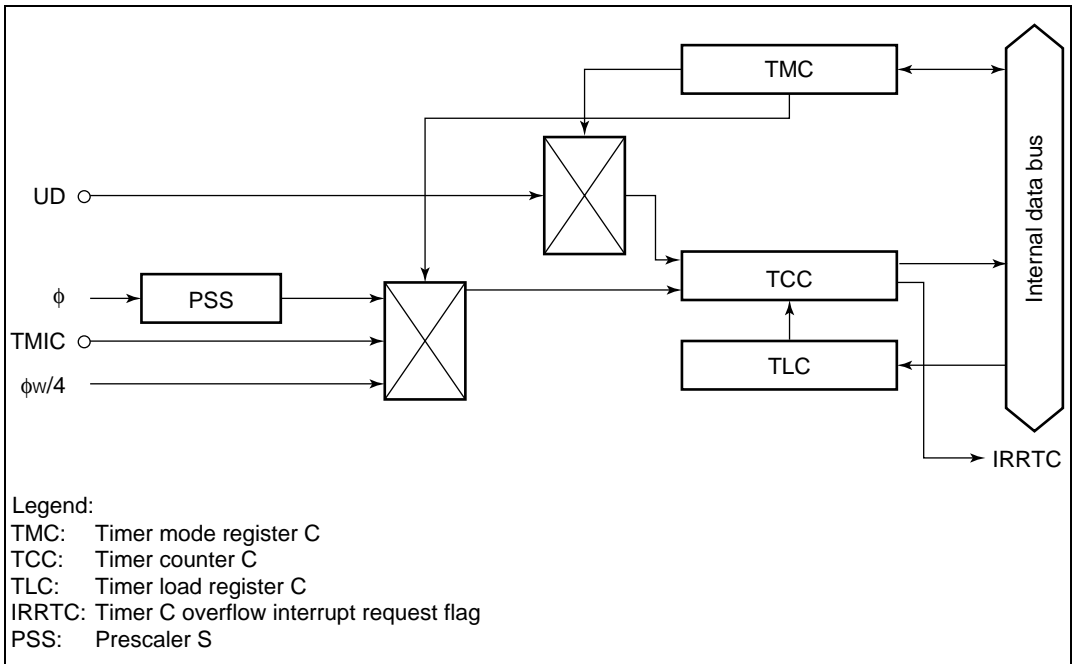 TMC
UD
TCC
Internal data bus
ϕ
PSS
TMIC
TLC
ϕW/4
IRRTC
Legend:
TMC: Timer mode register C
TCC: Timer counter C
TLC: Timer load register C
IRRTC: Timer C overflow interrupt request flag
PSS: Prescaler S